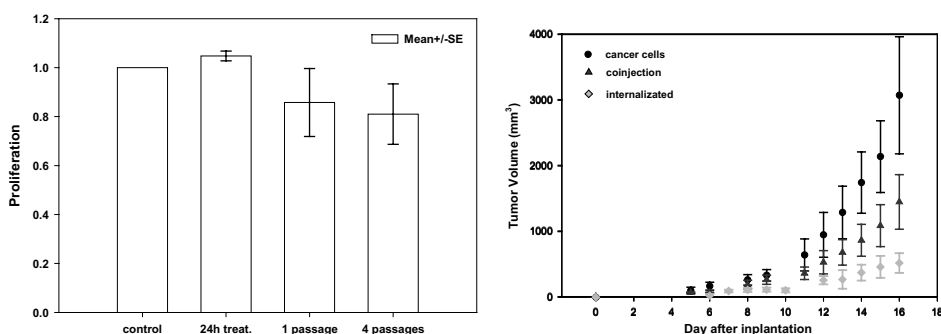 1.2
1.0
0.8
0.6
0.4
0.2
0.0
Proliferation
Mean+/-SE
control 24h treat. 1 passage 4 passages
4000
3000
2000
1000
0
Tumor Volume (mm³)
cancer cells
coinjection
internalizated
0 2 4 6 8 10 12 14 16 18
Day after inplantation